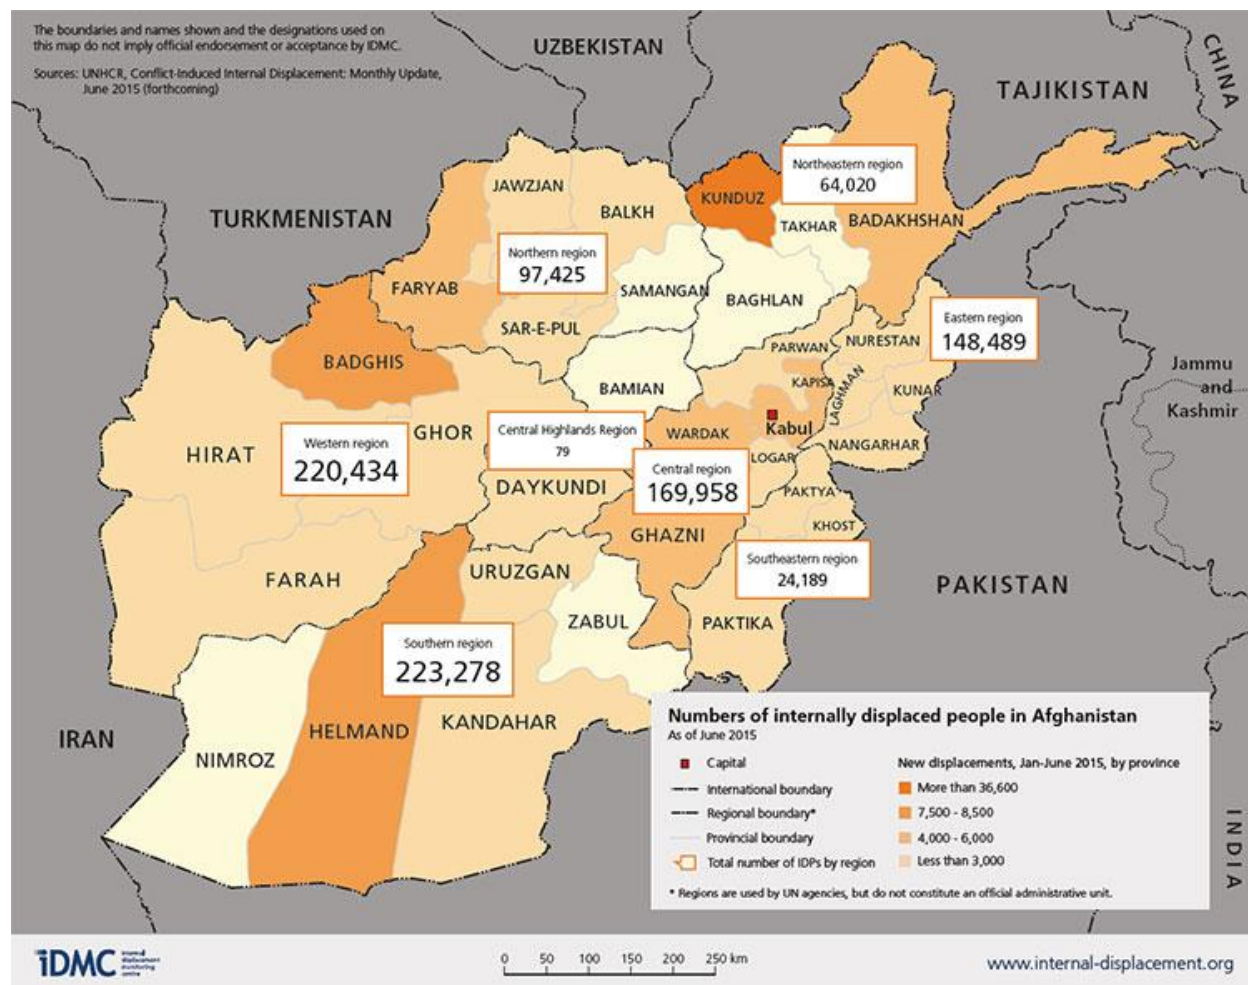 The boundaries and names shown and the designations used on
this map do not imply official endorsement or acceptance by IDMC.
Sources: UNHCR, Conflict-Induced Internal Displacement: Monthly Update,
June 2015 (forthcoming)
UZBEKISTAN
CHINA
TAJIKISTAN
TURKMENISTAN
JAWZJAN
BALKH
KUNDUZ
Northeastern region
64,020
TAKHAR
BADAKHSHAN
Northern region
97,425
FARYAB
SAMANGAN
BAGHLAN
SAR-E-PUL
Eastern region
148,489
BADGHIS
PARWAN
NURESTAN
Jammu
and
Kashmir
BAMIAN
KAPISA
LAGHMAN
KUNAR
HIRAT
Western region
220,434
GHOR
Central Highlands Region
79
WARDAK
Kabul
NANGARHAR
LOGAR
Central region
169,958
DAYKUNDI
PAKTYA
KHOST
GHAZNI
Southeastern region
24,189
FARAH
URUZGAN
PAKISTAN
ZABUL
PAKTIKA
Southern region
223,278
HELMAND
KANDAHAR
NIMROZ
IRAN
INDIA
Numbers of internally displaced people in Afghanistan
As of June 2015
Capital
International boundary
Regional boundary*
Provincial boundary
Total number of IDPs by region
New displacements, Jan-June 2015, by province
More than 36,600
7,500 - 8,500
4,000 - 6,000
Less than 3,000
* Regions are used by UN agencies, but do not constitute an official administrative unit.
iDMC
internal
displacement
monitoring
centre
0 50 100 150 200 250 km
www.internal-displacement.org